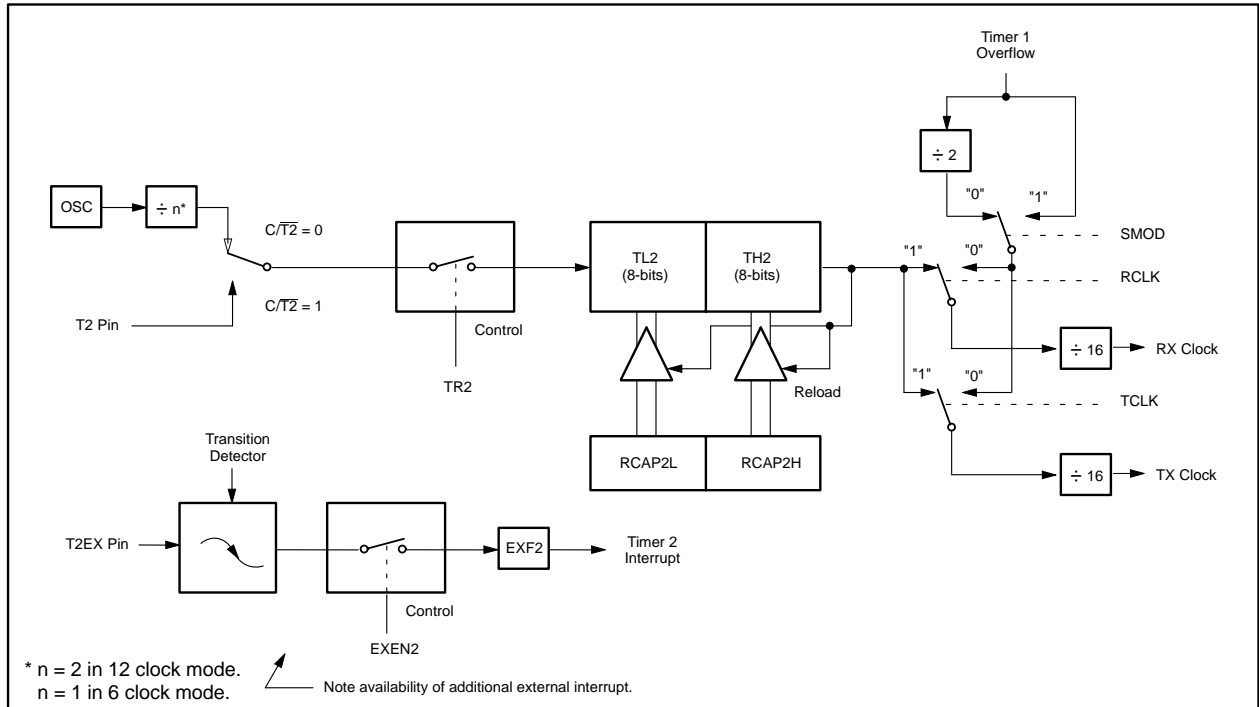 Timer 1
Overflow
÷ 2
"0"
"1"
OSC
÷ n*
C/T̅2̅ = 0
C/T̅2̅ = 1
T2 Pin
Control
TR2
TL2
(8-bits)
TH2
(8-bits)
SMOD
"1"
"0"
RCLK
÷ 16
RX Clock
Reload
"1"
"0"
TCLK
RCAP2L
RCAP2H
÷ 16
TX Clock
Transition
Detector
T2EX Pin
EXF2
Timer 2
Interrupt
Control
EXEN2
* n = 2 in 12 clock mode.
n = 1 in 6 clock mode.
Note availability of additional external interrupt.